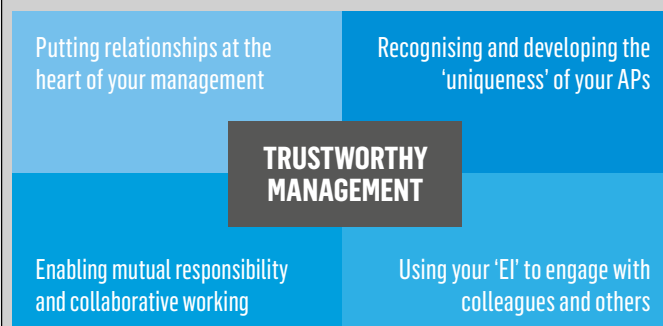 Putting relationships at the
heart of your management
Recognising and developing the
‘uniqueness’ of your APs
TRUSTWORTHY
MANAGEMENT
Enabling mutual responsibility
and collaborative working
Using your ‘EI’ to engage with
colleagues and others